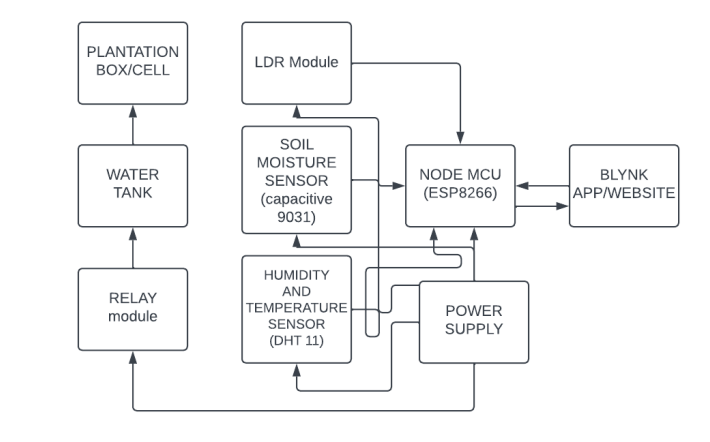 PLANTATION
BOX/CELL
LDR Module
SOIL
MOISTURE
SENSOR
(capacitive
9031)
WATER
TANK
NODE MCU
(ESP8266)
BLYNK
APP/WEBSITE
RELAY
module
HUMIDITY
AND
TEMPERATURE
SENSOR
(DHT 11)
POWER
SUPPLY